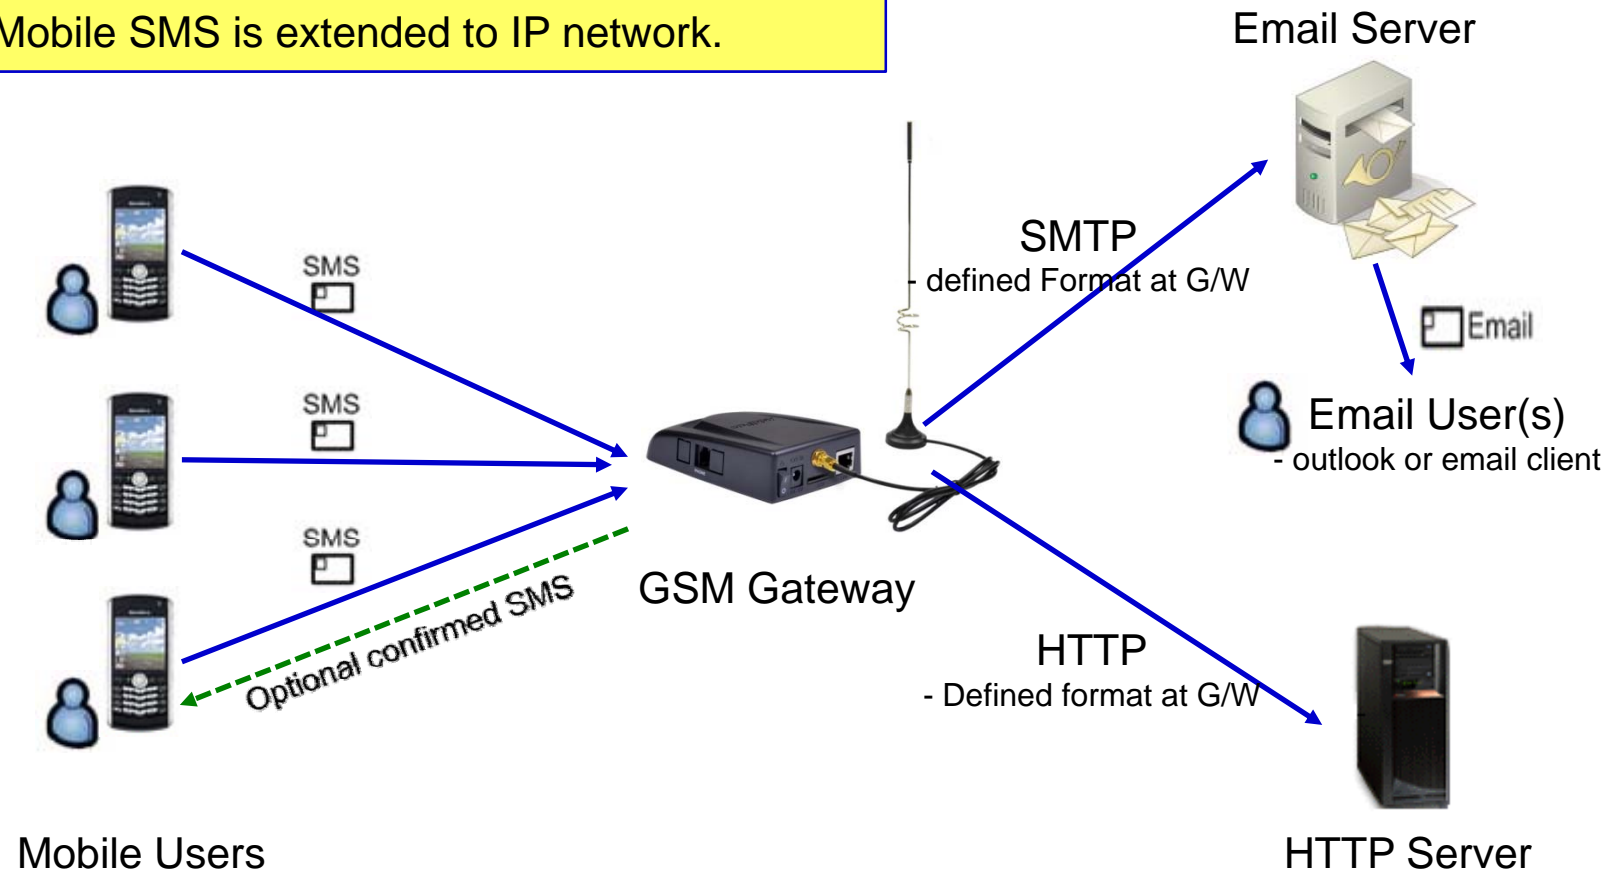 Mobile SMS is extended to IP network.
Email Server
SMS
SMTP
- defined Format at G/W
Email
SMS
Email User(s)
- outlook or email client
SMS
Optional confirmed SMS
GSM Gateway
HTTP
- Defined format at G/W
Mobile Users
HTTP Server